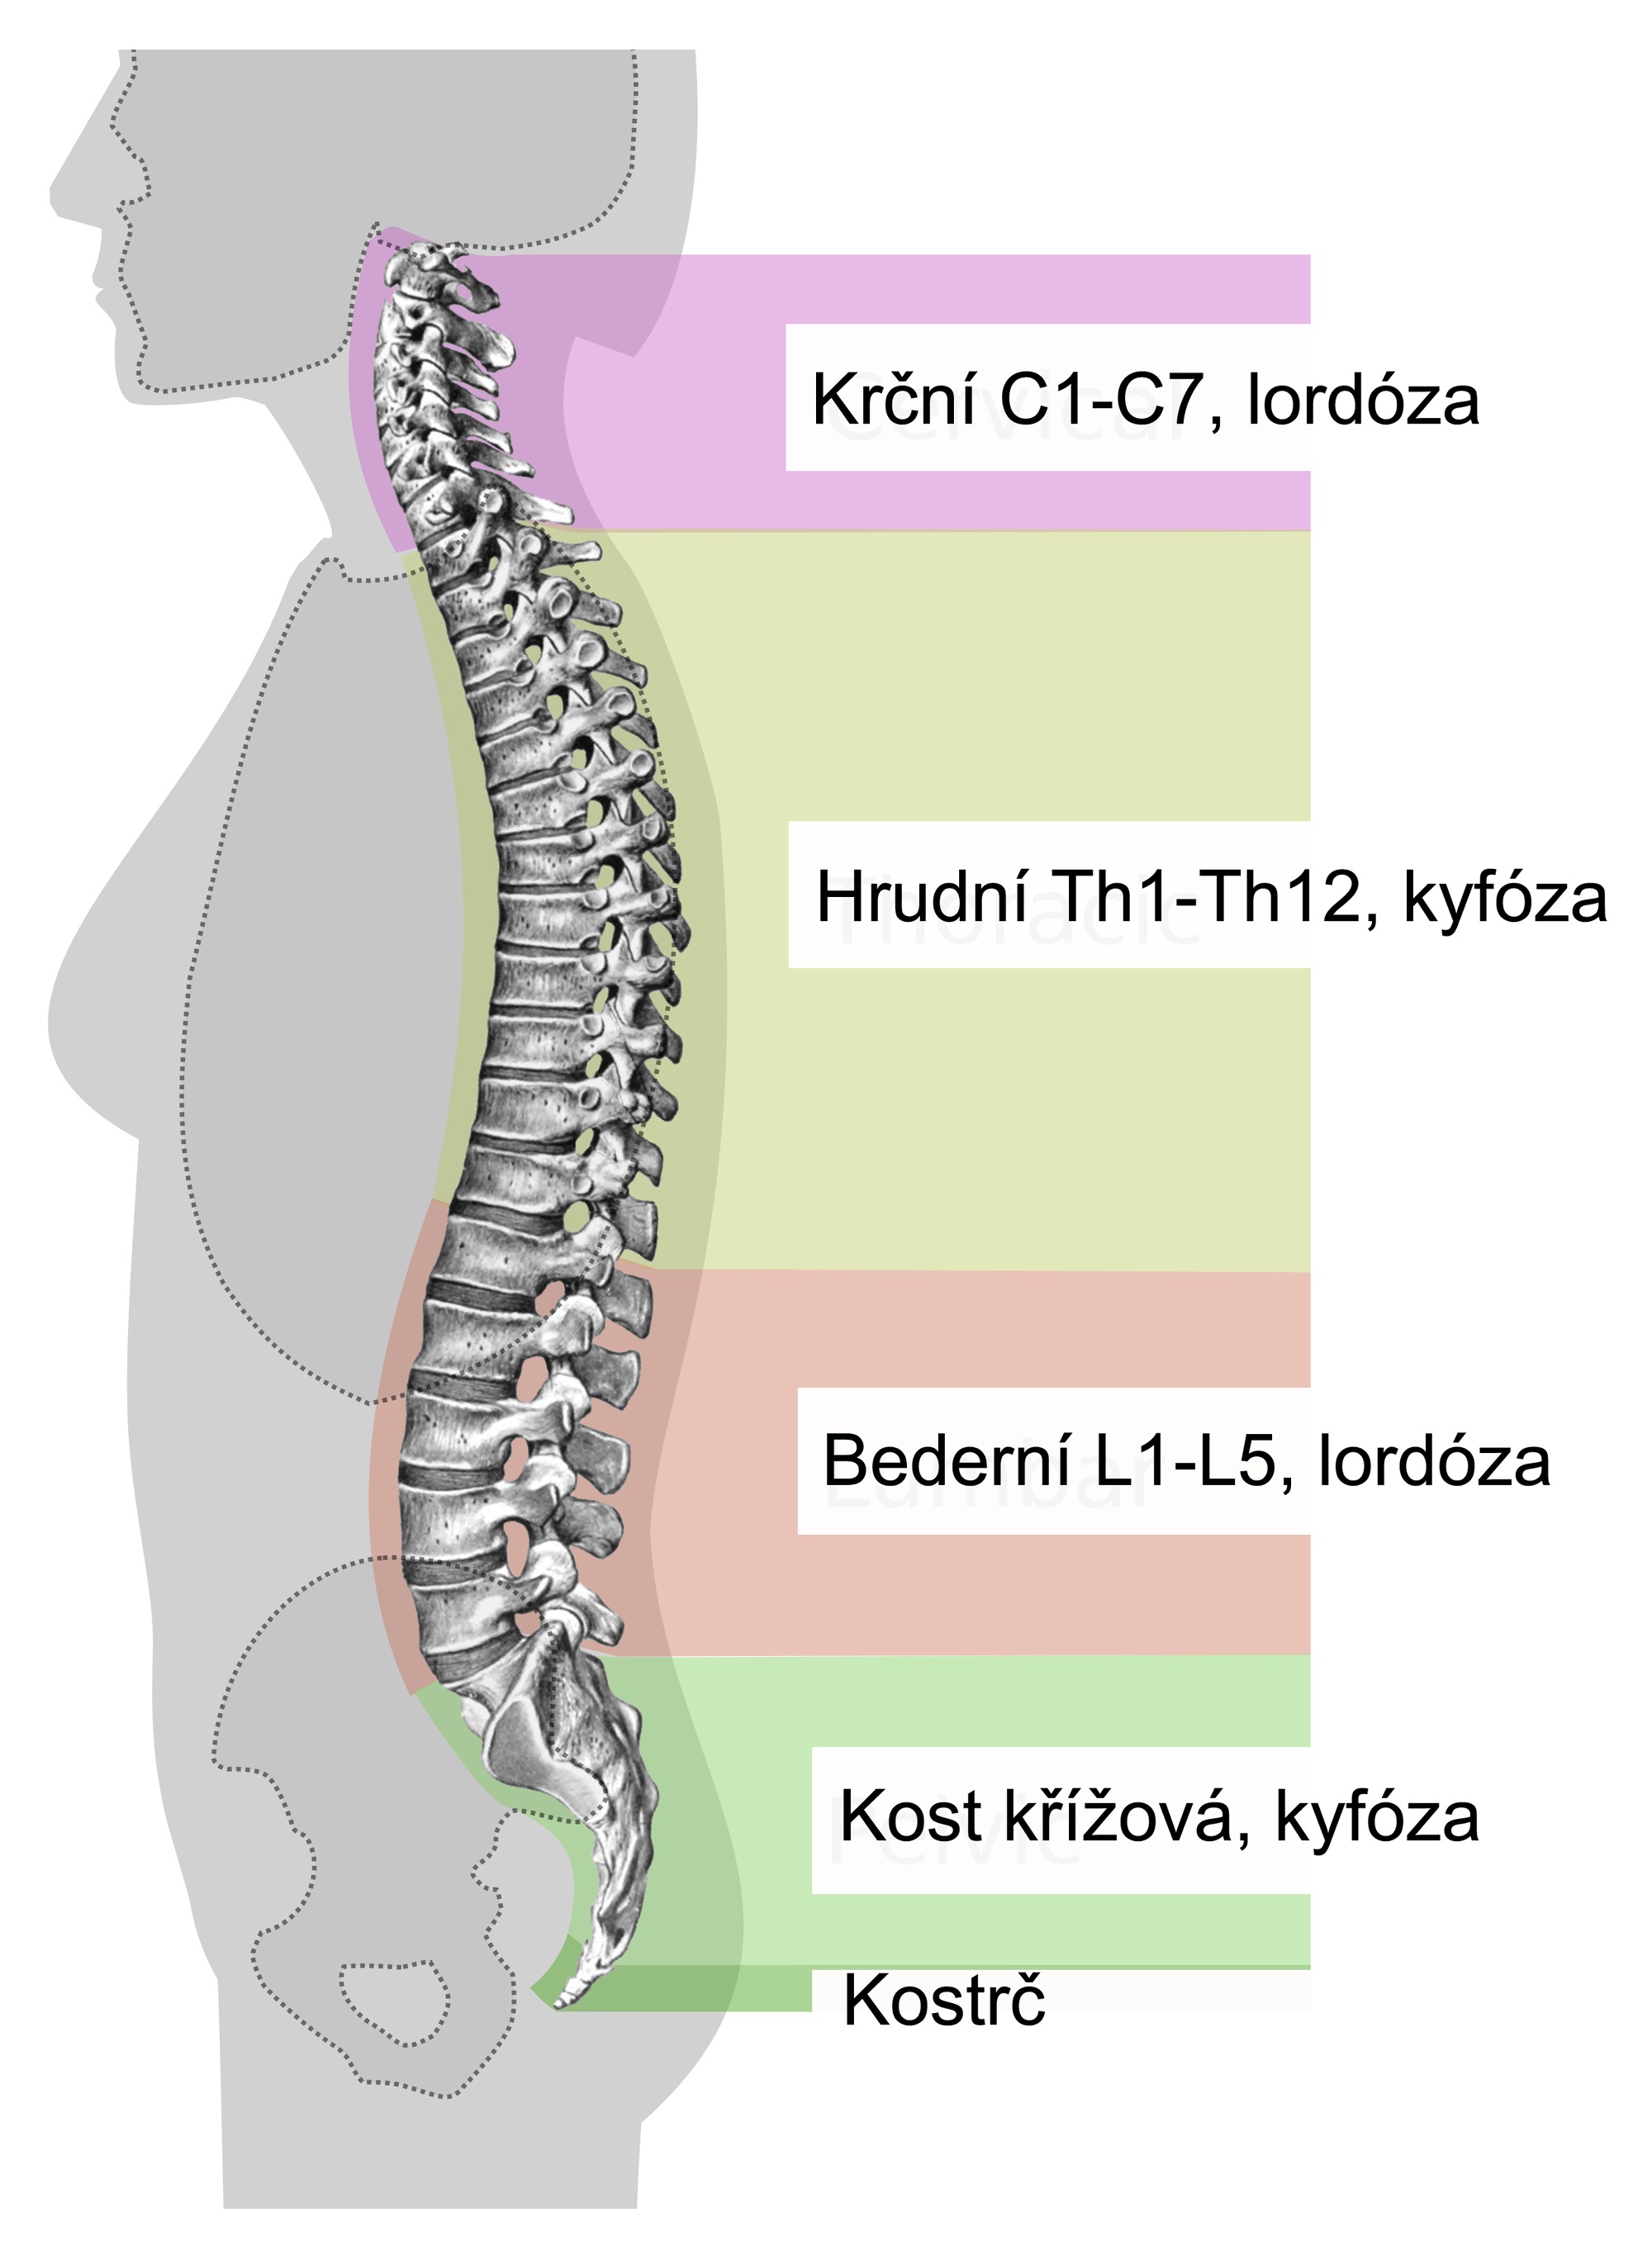 Krční C1-C7, lordóza
Hrudní Th1-Th12, kyfóza
Bederní L1-L5, lordóza
Kost křížová, kyfóza
Kostrč